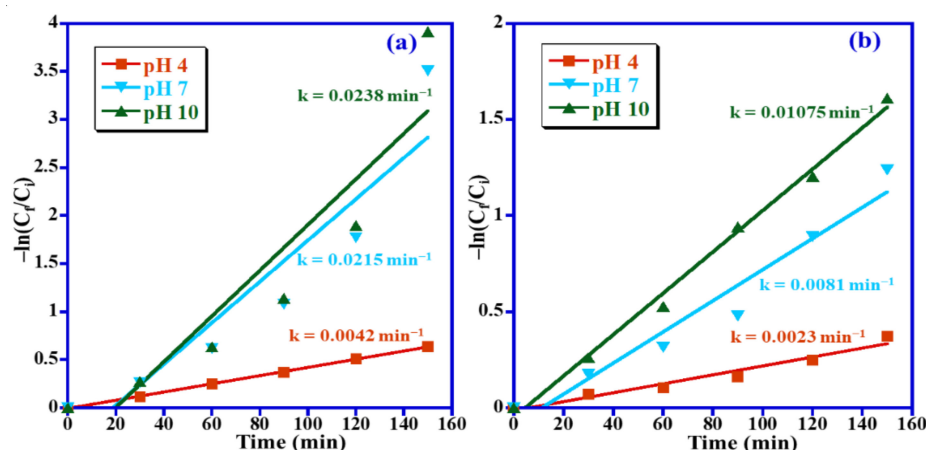 (a)
pH 4
pH 7
pH 10
k = 0.0238 min⁻¹
k = 0.0215 min⁻¹
k = 0.0042 min⁻¹
–ln(C_f/C_i)
4
3.5
3
2.5
2
1.5
1
0.5
0
0 20 40 60 80 100 120 140 160
Time (min)
(b)
pH 4
pH 7
pH 10
k = 0.01075 min⁻¹
k = 0.0081 min⁻¹
k = 0.0023 min⁻¹
–ln(C_f/C_i)
2
1.5
1
0.5
0
0 20 40 60 80 100 120 140 160
Time (min)